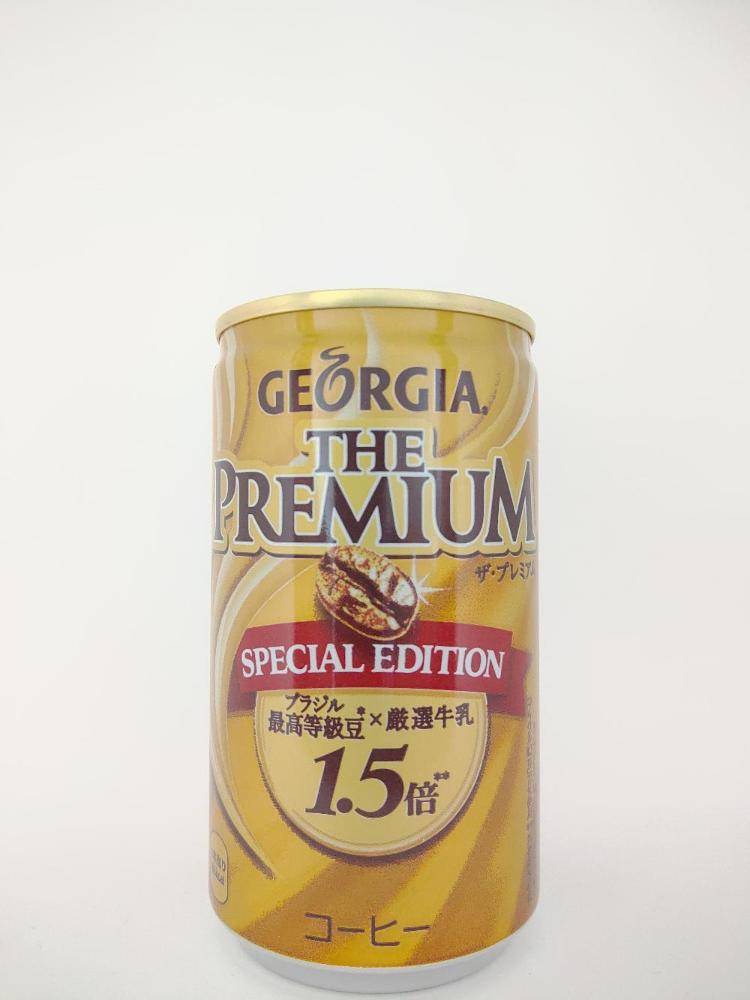 GEORGIA
THE
PREMIUM
ザ・プレミアム
SPECIAL EDITION
ブラジル
最高等級豆*×厳選牛乳
1.5倍**
コーヒー